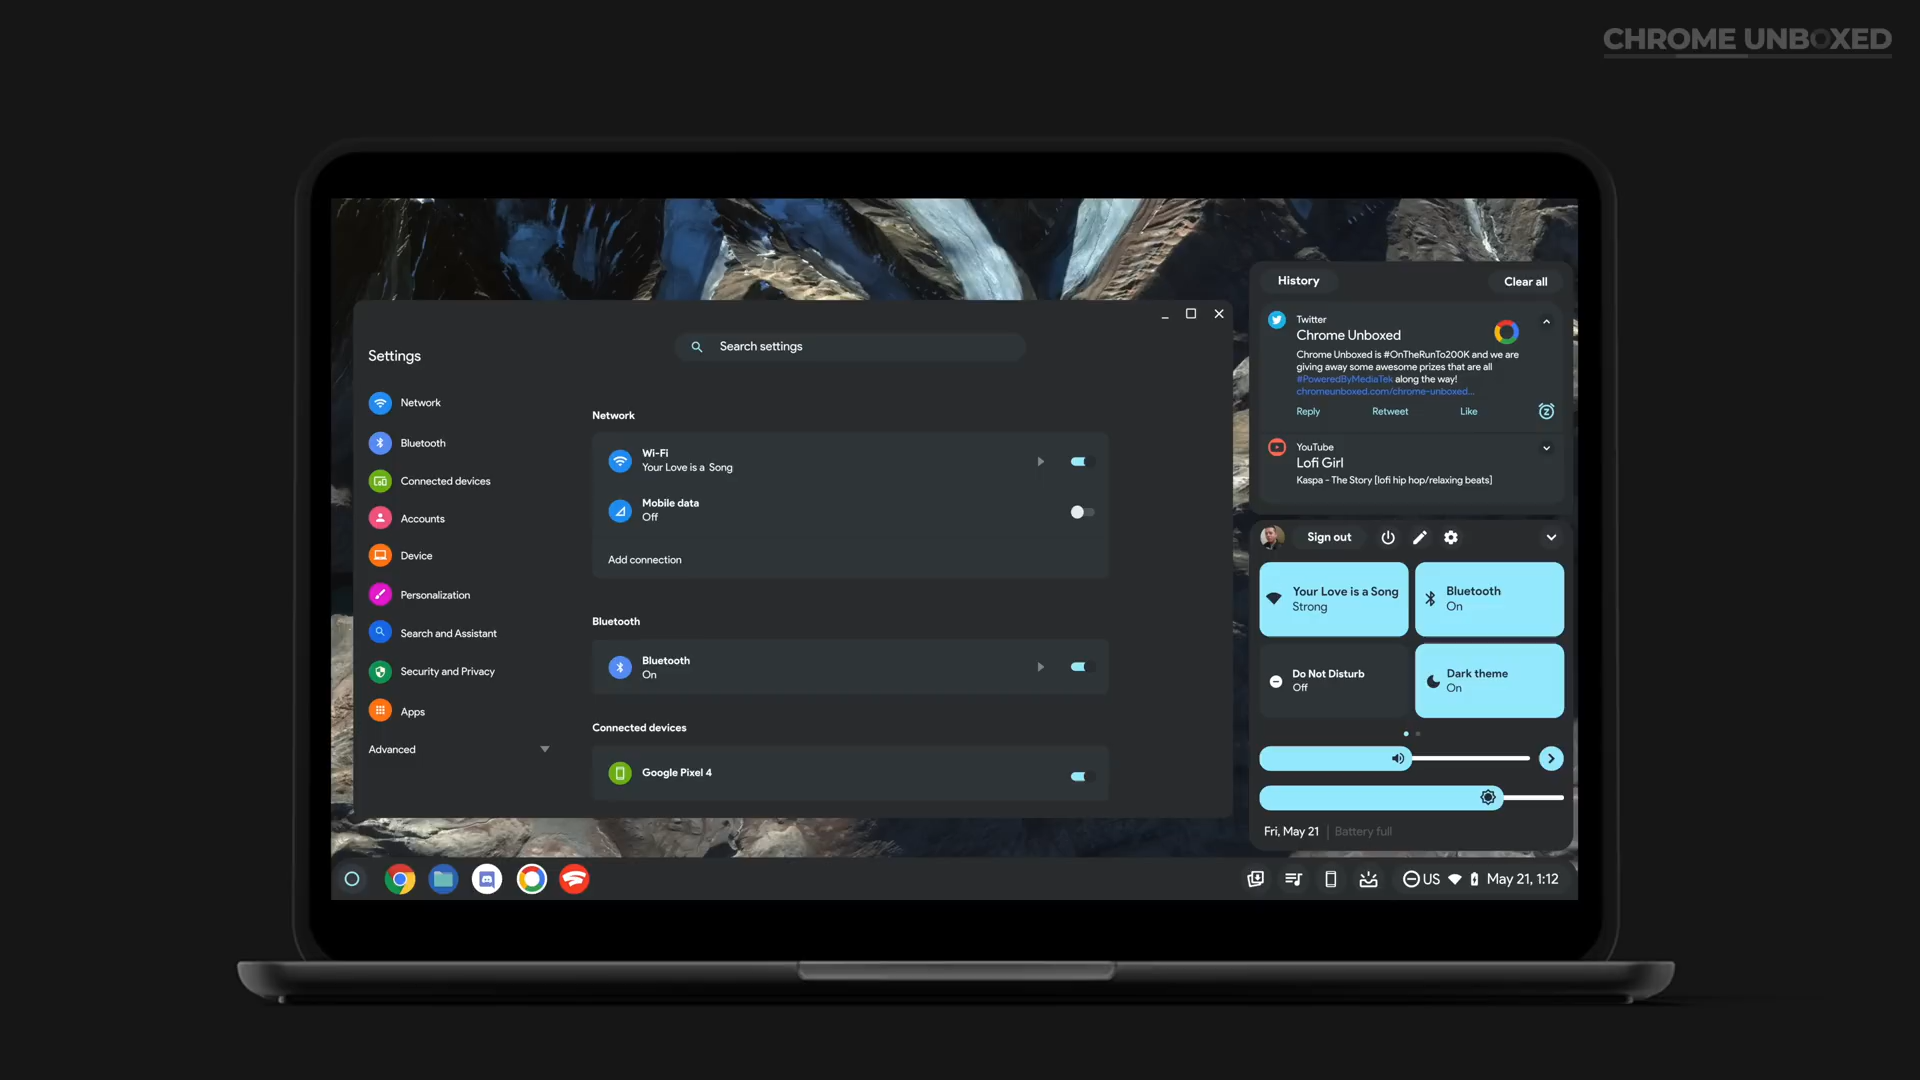 CHROME UNBOXED
History
Clear all
Twitter
Chrome Unboxed
Chrome Unboxed is #OnTheRunTo200K and we are
giving away some awesome prizes that are all
#PoweredByMediaTek along the way!
chromeunboxed.com/chrome-unboxed...
Reply
Retweet
Like
YouTube
Lofi Girl
Kaspa - The Story [lofi hip hop/relaxing beats]
Settings
Search settings
Network
Bluetooth
Connected devices
Accounts
Device
Personalization
Search and Assistant
Security and Privacy
Apps
Advanced
Network
Wi-Fi
Your Love is a Song
Mobile data
Off
Add connection
Bluetooth
Bluetooth
On
Connected devices
Google Pixel 4
Sign out
Your Love is a Song
Strong
Bluetooth
On
Do Not Disturb
Off
Dark theme
On
Fri, May 21
Battery full
US
May 21, 1:12